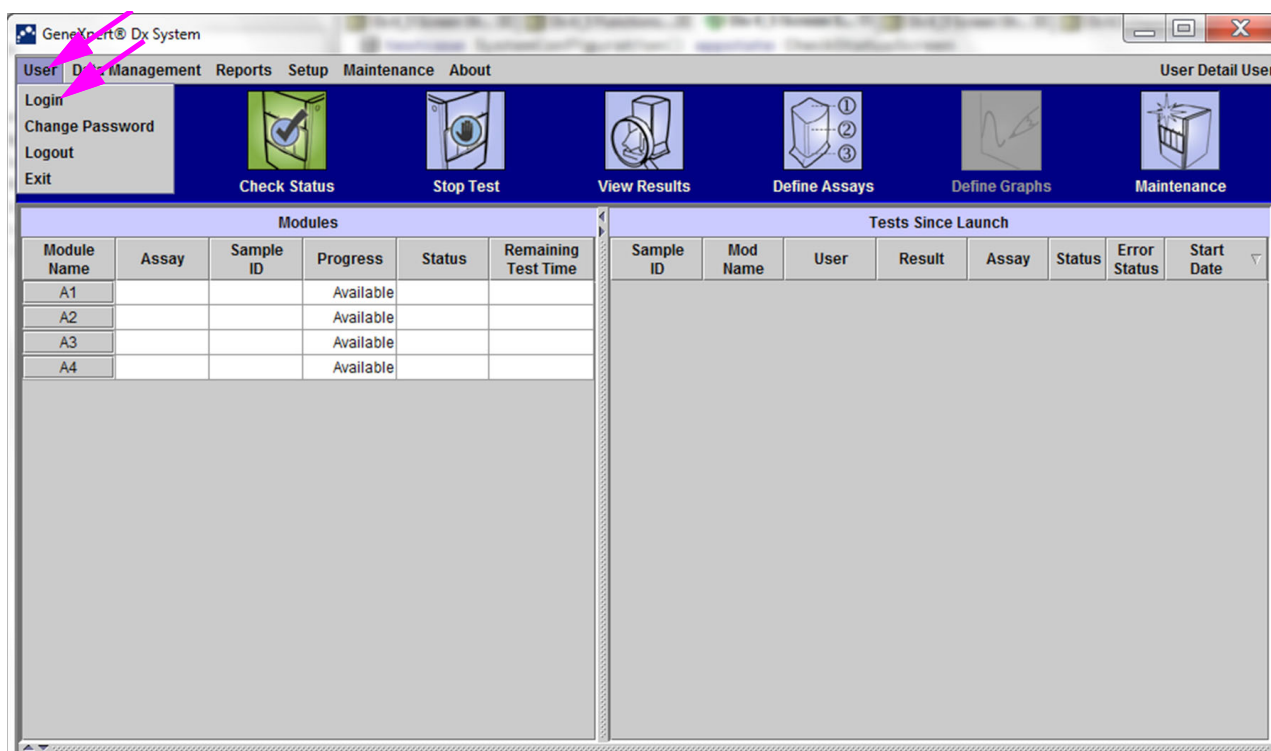 GeneXpert® Dx System
User Data Management Reports Setup Maintenance About User Detail User
Login
Change Password
Logout
Exit
Check Status Stop Test View Results Define Assays Define Graphs Maintenance
1
2
3
Modules Tests Since Launch
Module Name Assay Sample ID Progress Status Remaining Test Time Sample ID Mod Name User Result Assay Status Error Status Start Date
A1 Available
A2 Available
A3 Available
A4 Available